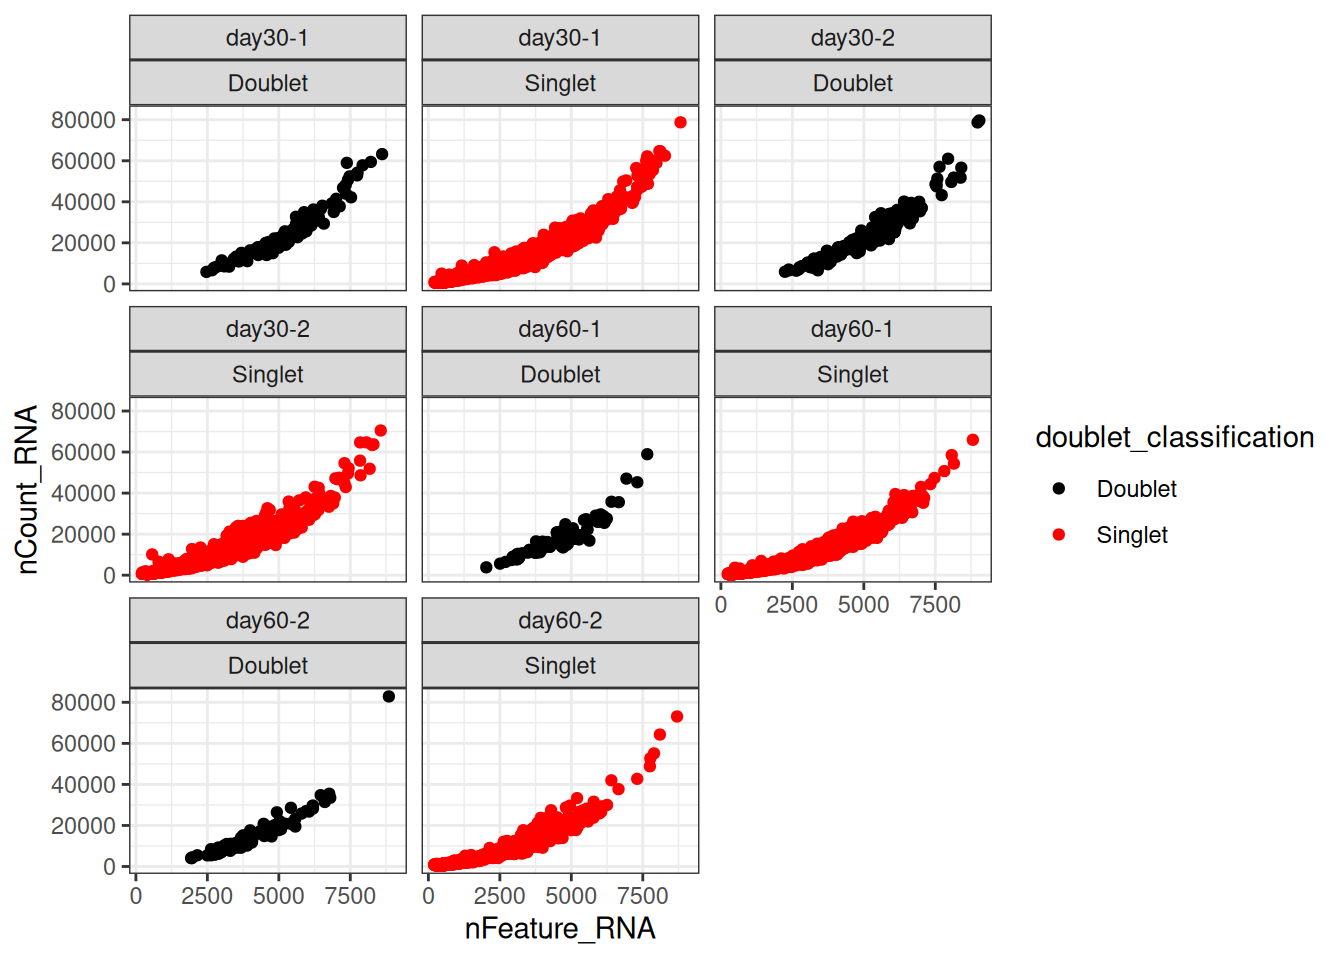 day30-1 day30-1 day30-2
Doublet Singlet Doublet
80000
60000
40000
20000
0
day30-2 day60-1 day60-1
Singlet Doublet Singlet
80000
60000
40000
20000
0
0 2500 5000 7500
day60-2 day60-2
Doublet Singlet
80000
60000
40000
20000
0
0 2500 5000 7500 0 2500 5000 7500
nFeature_RNA
nCount_RNA
doublet_classification
Doublet
Singlet